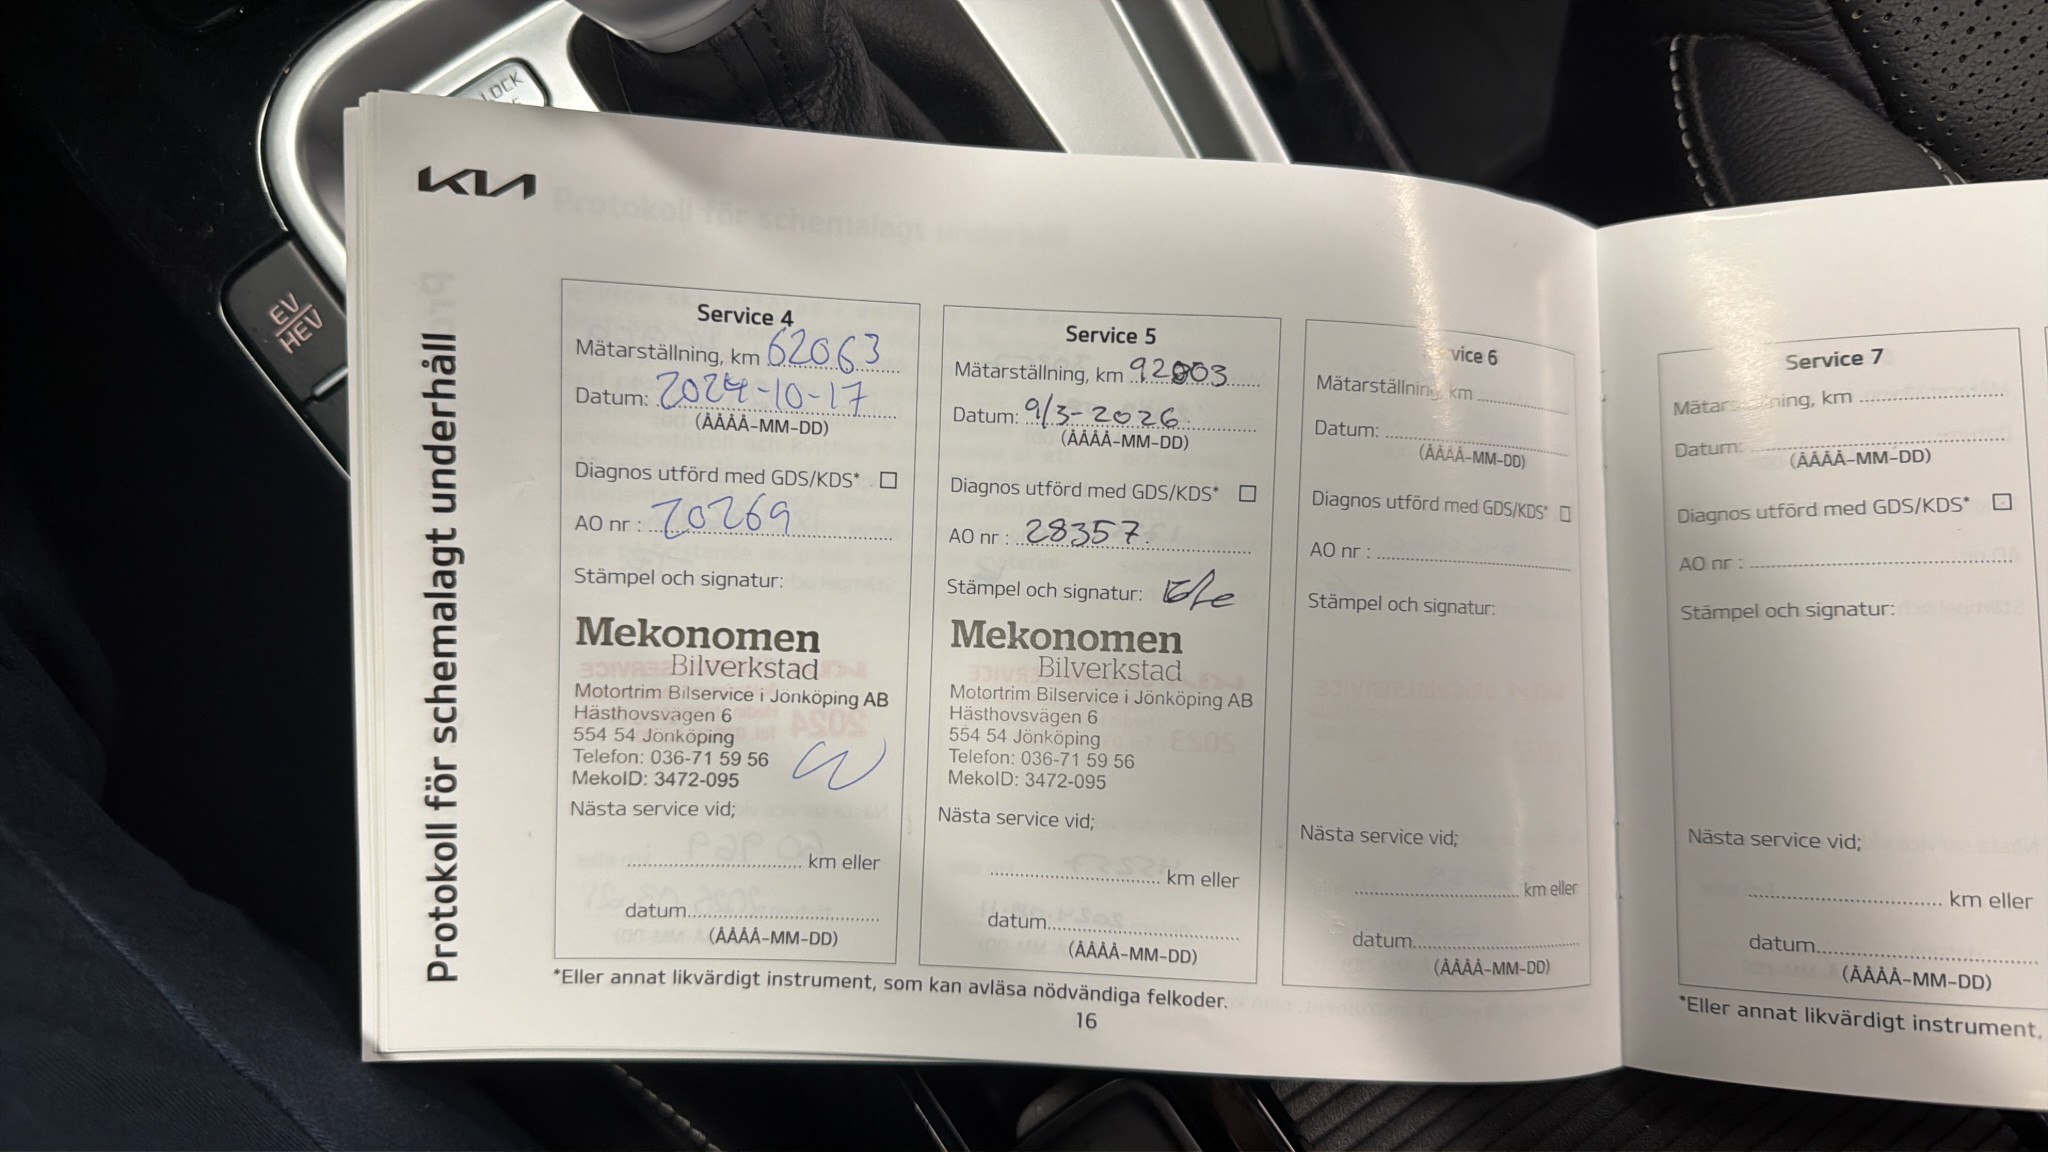 LOCK
EV
HEV
KIA
Protokoll för schemalagt underhåll
Service 4
Mätarställning, km 62063
Datum: 2024-10-17
(ÅÅÅÅ-MM-DD)
Diagnos utförd med GDS/KDS*
AO nr : 20269
Stämpel och signatur:
Mekonomen
Bilverkstad
Motortrim Bilservice i Jönköping AB
Hästhovsvägen 6
554 54 Jönköping
Telefon: 036-71 59 56
MekoID: 3472-095
Nästa service vid;
km eller
datum
(ÅÅÅÅ-MM-DD)
Service 5
Mätarställning, km 92003
Datum: 9/3-2026
(ÅÅÅÅ-MM-DD)
Diagnos utförd med GDS/KDS*
AO nr : 28357
Stämpel och signatur:
Mekonomen
Bilverkstad
Motortrim Bilservice i Jönköping AB
Hästhovsvägen 6
554 54 Jönköping
Telefon: 036-71 59 56
MekoID: 3472-095
Nästa service vid;
km eller
datum
(ÅÅÅÅ-MM-DD)
vice 6
Mätarställning, km
Datum:
(ÅÅÅÅ-MM-DD)
Diagnos utförd med GDS/KDS*
AO nr :
Stämpel och signatur:
Nästa service vid;
km eller
datum
(ÅÅÅÅ-MM-DD)
*Eller annat likvärdigt instrument, som kan avläsa nödvändiga felkoder.
16
Service 7
Mätars ning, km
Datum:
(ÅÅÅÅ-MM-DD)
Diagnos utförd med GDS/KDS*
AO nr :
Stämpel och signatur:
Nästa service vid;
km eller
datum
(ÅÅÅÅ-MM-DD)
*Eller annat likvärdigt instrument,